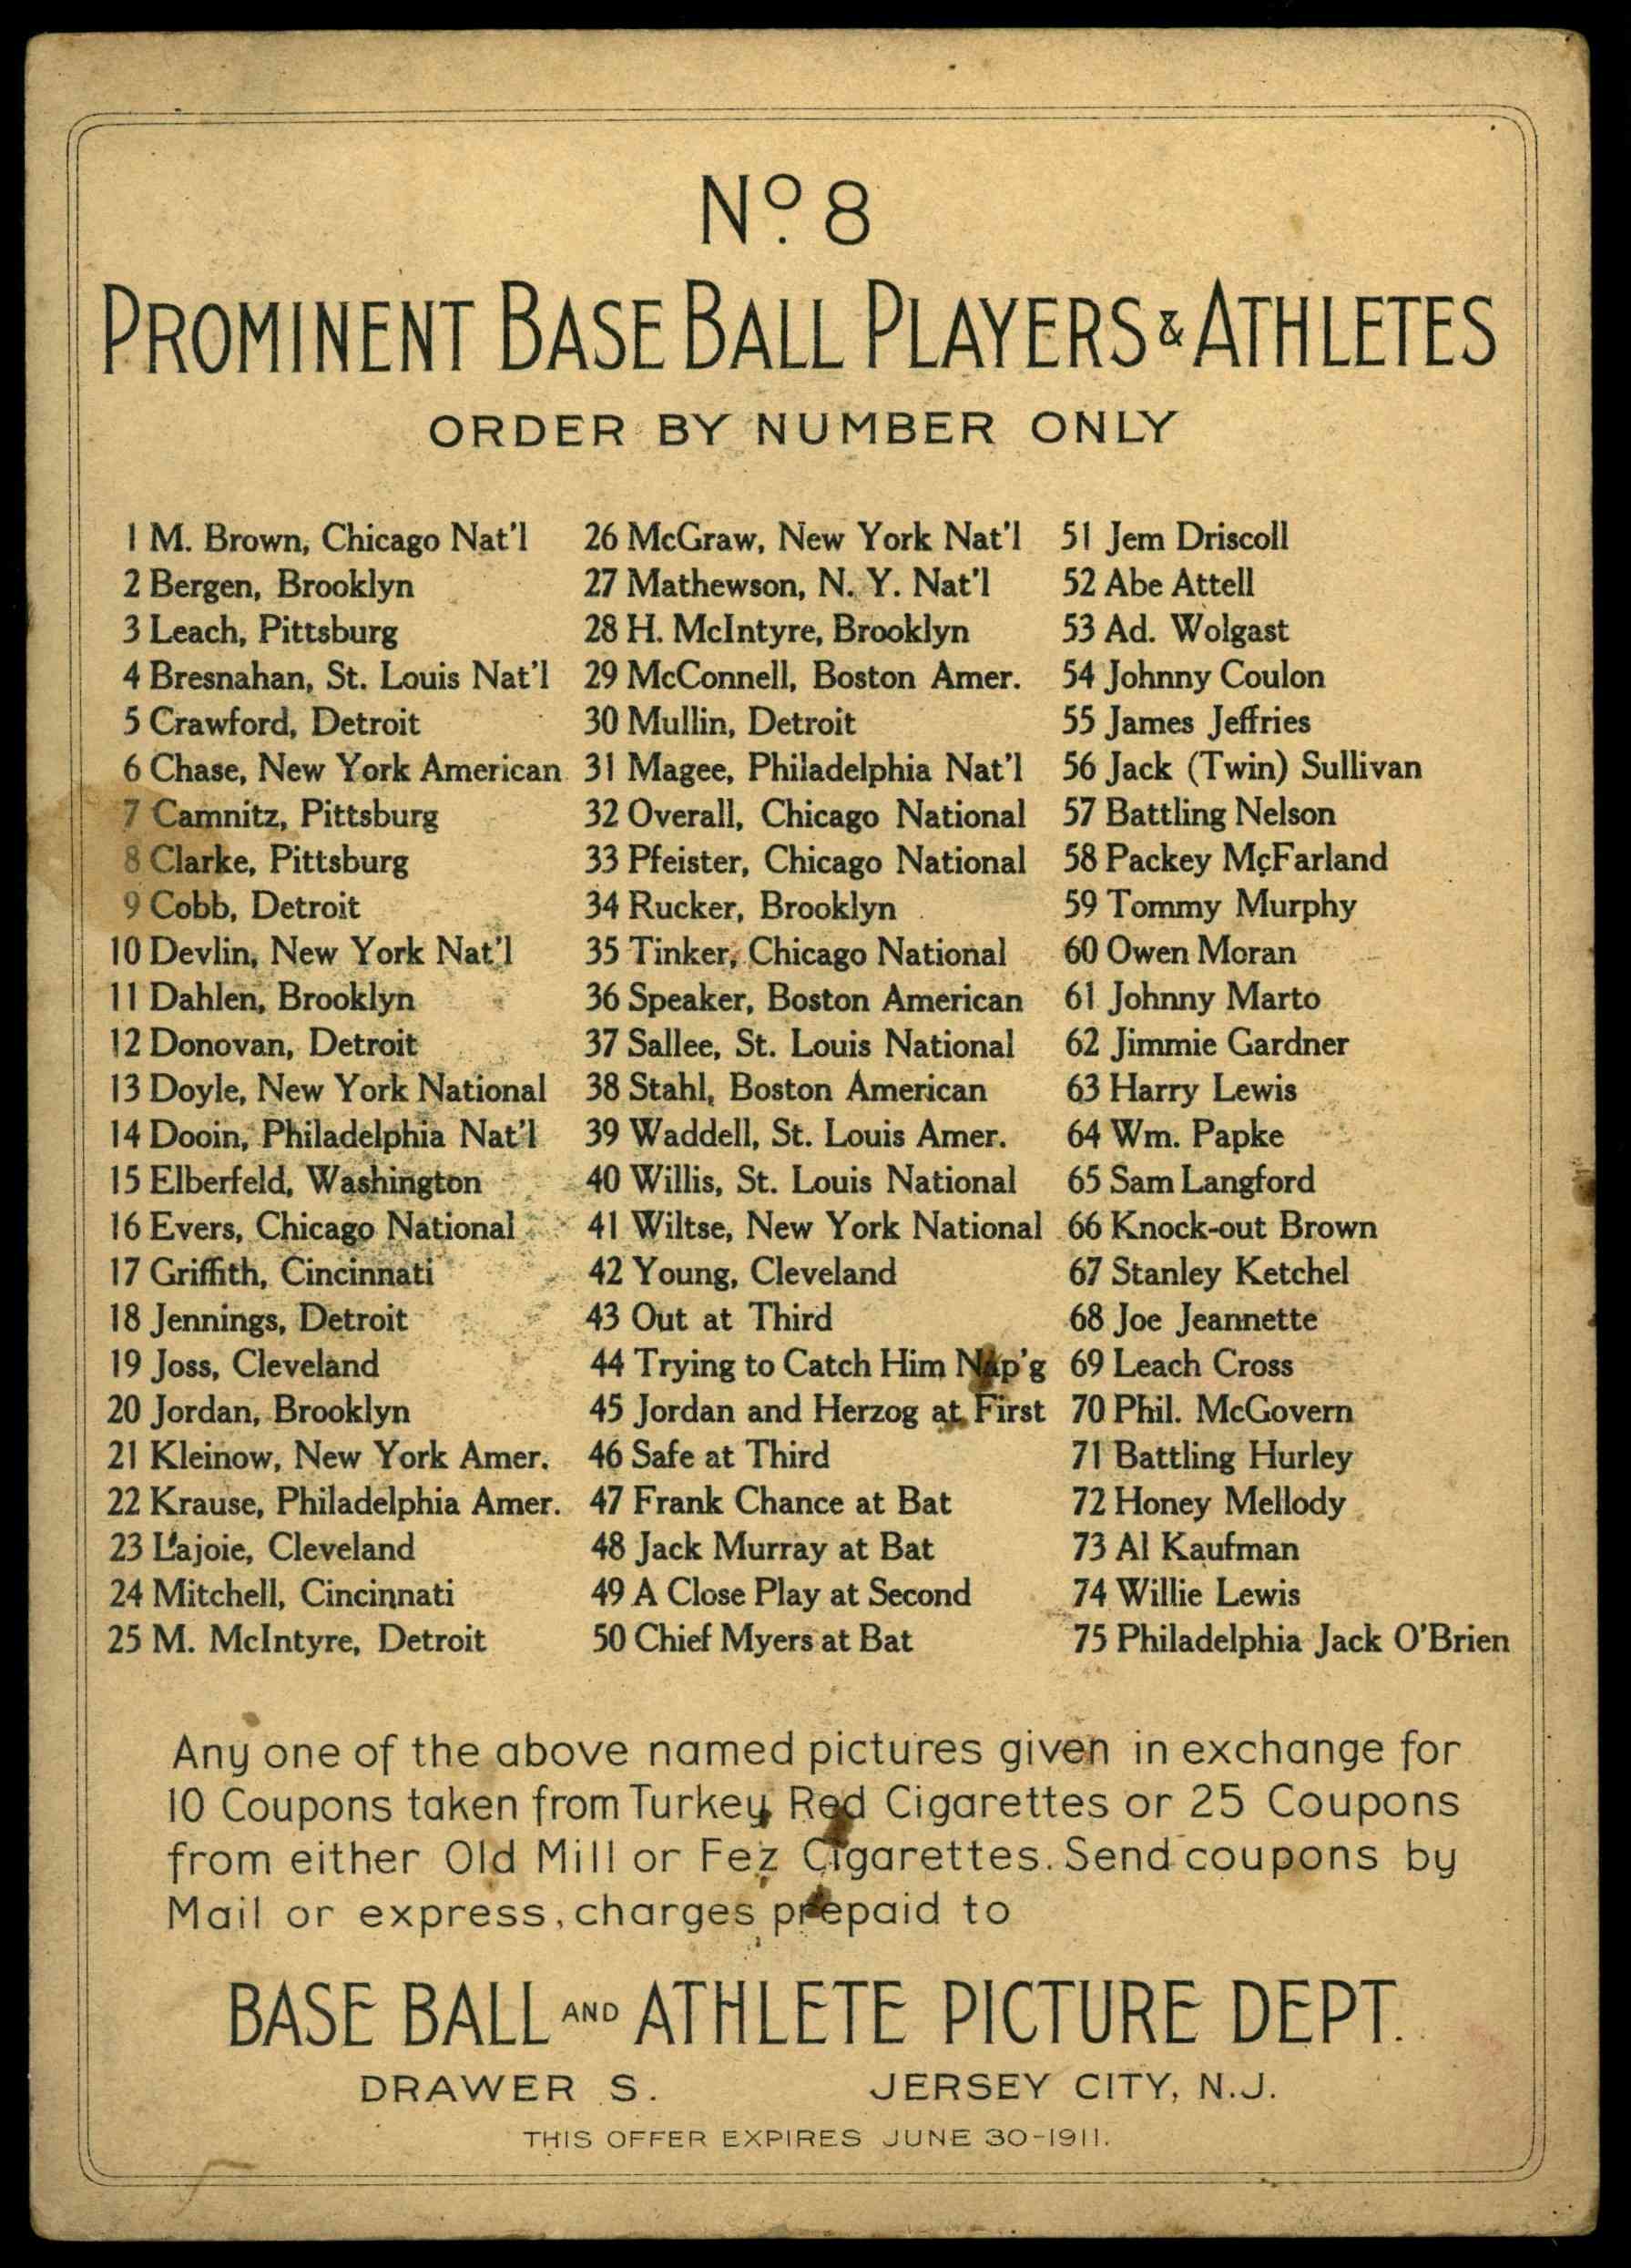 No. 8
PROMINENT BASE BALL PLAYERS & ATHLETES
ORDER BY NUMBER ONLY
1 M. Brown, Chicago Nat'l
2 Bergen, Brooklyn
3 Leach, Pittsburg
4 Bresnahan, St. Louis Nat'l
5 Crawford, Detroit
6 Chase, New York American
7 Camnitz, Pittsburg
8 Clarke, Pittsburg
9 Cobb, Detroit
10 Devlin, New York Nat'l
11 Dahlen, Brooklyn
12 Donovan, Detroit
13 Doyle, New York National
14 Dooin, Philadelphia Nat'l
15 Elberfeld, Washington
16 Evers, Chicago National
17 Griffith, Cincinnati
18 Jennings, Detroit
19 Joss, Cleveland
20 Jordan, Brooklyn
21 Kleinow, New York Amer.
22 Krause, Philadelphia Amer.
23 L'ajoie, Cleveland
24 Mitchell, Cincinnati
25 M. McIntyre, Detroit
26 McGraw, New York Nat'l
27 Mathewson, N. Y. Nat'l
28 H. McIntyre, Brooklyn
29 McConnell, Boston Amer.
30 Mullin, Detroit
31 Magee, Philadelphia Nat'l
32 Overall, Chicago National
33 Pfeister, Chicago National
34 Rucker, Brooklyn
35 Tinker, Chicago National
36 Speaker, Boston American
37 Sallee, St. Louis National
38 Stahl, Boston American
39 Waddell, St. Louis Amer.
40 Willis, St. Louis National
41 Wiltse, New York National
42 Young, Cleveland
43 Out at Third
44 Trying to Catch Him Nap'g
45 Jordan and Herzog at First
46 Safe at Third
47 Frank Chance at Bat
48 Jack Murray at Bat
49 A Close Play at Second
50 Chief Myers at Bat
51 Jem Driscoll
52 Abe Attell
53 Ad. Wolgast
54 Johnny Coulon
55 James Jeffries
56 Jack (Twin) Sullivan
57 Battling Nelson
58 Packey McFarland
59 Tommy Murphy
60 Owen Moran
61 Johnny Marto
62 Jimmie Gardner
63 Harry Lewis
64 Wm. Papke
65 Sam Langford
66 Knock-out Brown
67 Stanley Ketchel
68 Joe Jeannette
69 Leach Cross
70 Phil. McGovern
71 Battling Hurley
72 Honey Mellody
73 Al Kaufman
74 Willie Lewis
75 Philadelphia Jack O'Brien
Any one of the above named pictures given in exchange for
10 Coupons taken from Turkey Red Cigarettes or 25 Coupons
from either Old Mill or Fez Cigarettes. Send coupons by
Mail or express, charges prepaid to
BASE BALL AND ATHLETE PICTURE DEPT.
DRAWER S. JERSEY CITY, N.J.
THIS OFFER EXPIRES JUNE 30-1911.